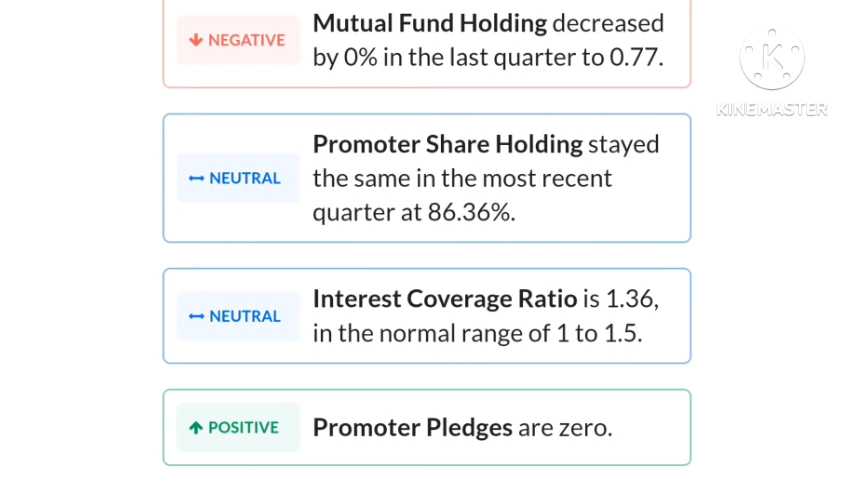 NEGATIVE
Mutual Fund Holding decreased
by 0% in the last quarter to 0.77.
K
KINEMASTER
NEUTRAL
Promoter Share Holding stayed
the same in the most recent
quarter at 86.36%.
NEUTRAL
Interest Coverage Ratio is 1.36,
in the normal range of 1 to 1.5.
POSITIVE
Promoter Pledges are zero.